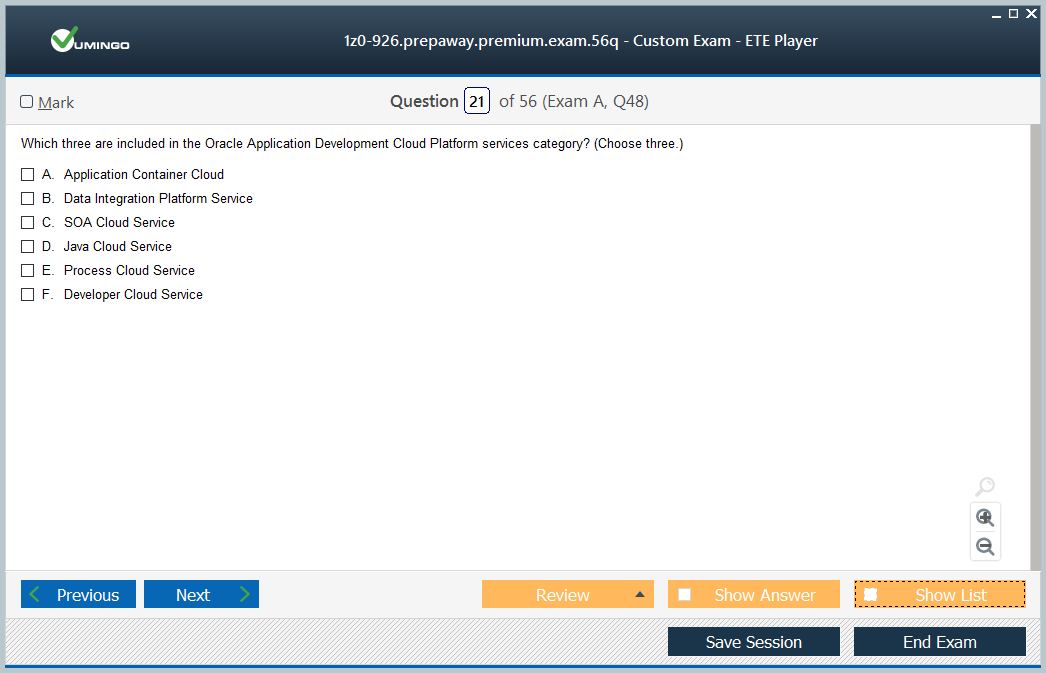 VUMINGO
1z0-926.prepaway.premium.exam.56q - Custom Exam - ETE Player
Mark
Question 21 of 56 (Exam A, Q48)
Which three are included in the Oracle Application Development Cloud Platform services category? (Choose three.)
A. Application Container Cloud
B. Data Integration Platform Service
C. SOA Cloud Service
D. Java Cloud Service
E. Process Cloud Service
F. Developer Cloud Service
Previous Next Review Show Answer Show List
Save Session End Exam